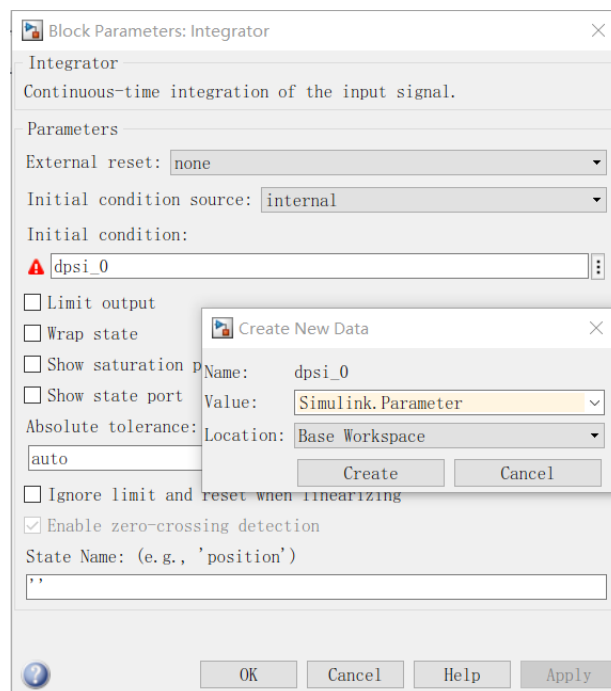 Block Parameters: Integrator
Integrator
Continuous-time integration of the input signal.
Parameters
External reset: none
Initial condition source: internal
Initial condition:
dpsi_0
Limit output
Wrap state
Show saturation p
Show state port
Absolute tolerance:
auto
Create New Data
Name: dpsi_0
Value: Simulink.Parameter
Location: Base Workspace
Create Cancel
Ignore limit and reset when linearizing
Enable zero-crossing detection
State Name: (e.g., 'position')
''
OK Cancel Help Apply